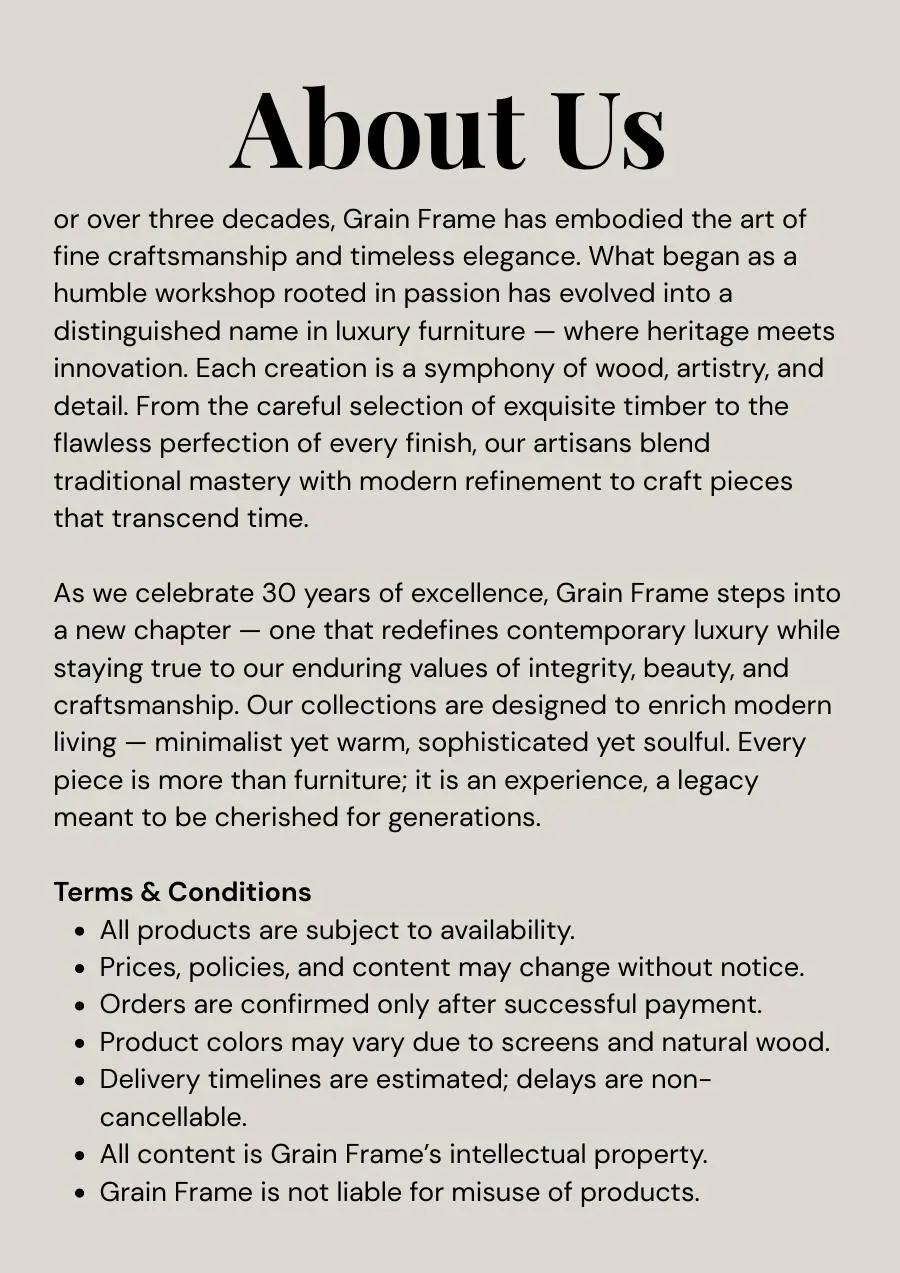 About Us
or over three decades, Grain Frame has embodied the art of
fine craftsmanship and timeless elegance. What began as a
humble workshop rooted in passion has evolved into a
distinguished name in luxury furniture — where heritage meets
innovation. Each creation is a symphony of wood, artistry, and
detail. From the careful selection of exquisite timber to the
flawless perfection of every finish, our artisans blend
traditional mastery with modern refinement to craft pieces
that transcend time.
As we celebrate 30 years of excellence, Grain Frame steps into
a new chapter — one that redefines contemporary luxury while
staying true to our enduring values of integrity, beauty, and
craftsmanship. Our collections are designed to enrich modern
living — minimalist yet warm, sophisticated yet soulful. Every
piece is more than furniture; it is an experience, a legacy
meant to be cherished for generations.
Terms & Conditions
• All products are subject to availability.
• Prices, policies, and content may change without notice.
• Orders are confirmed only after successful payment.
• Product colors may vary due to screens and natural wood.
• Delivery timelines are estimated; delays are non-
cancellable.
• All content is Grain Frame’s intellectual property.
• Grain Frame is not liable for misuse of products.